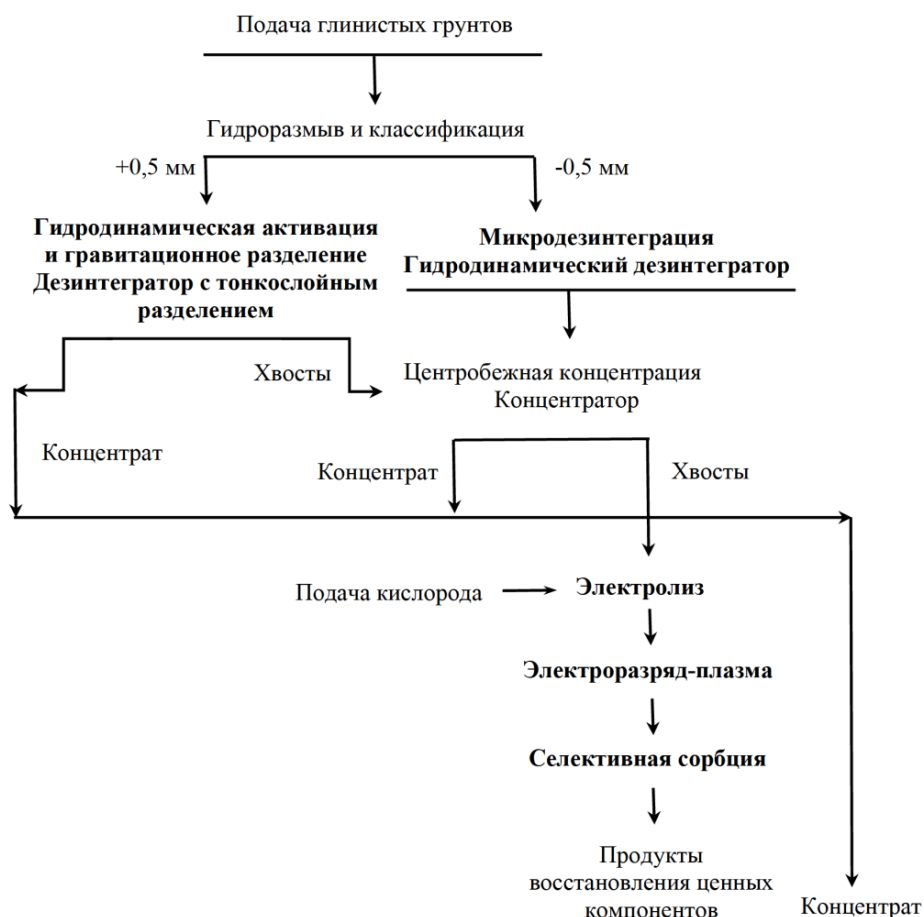 Подача глинистых грунтов
Гидроразмыв и классификация
+0,5 мм
-0,5 мм
Гидродинамическая активация
и гравитационное разделение
Дезинтегратор с тонкослойным
разделением
Микродезинтеграция
Гидродинамический дезинтегратор
Хвосты
Центробежная концентрация
Концентратор
Концентрат
Концентрат
Хвосты
Подача кислорода
Электролиз
Электроразряд-плазма
Селективная сорбция
Продукты
восстановления ценных
компонентов
Концентрат